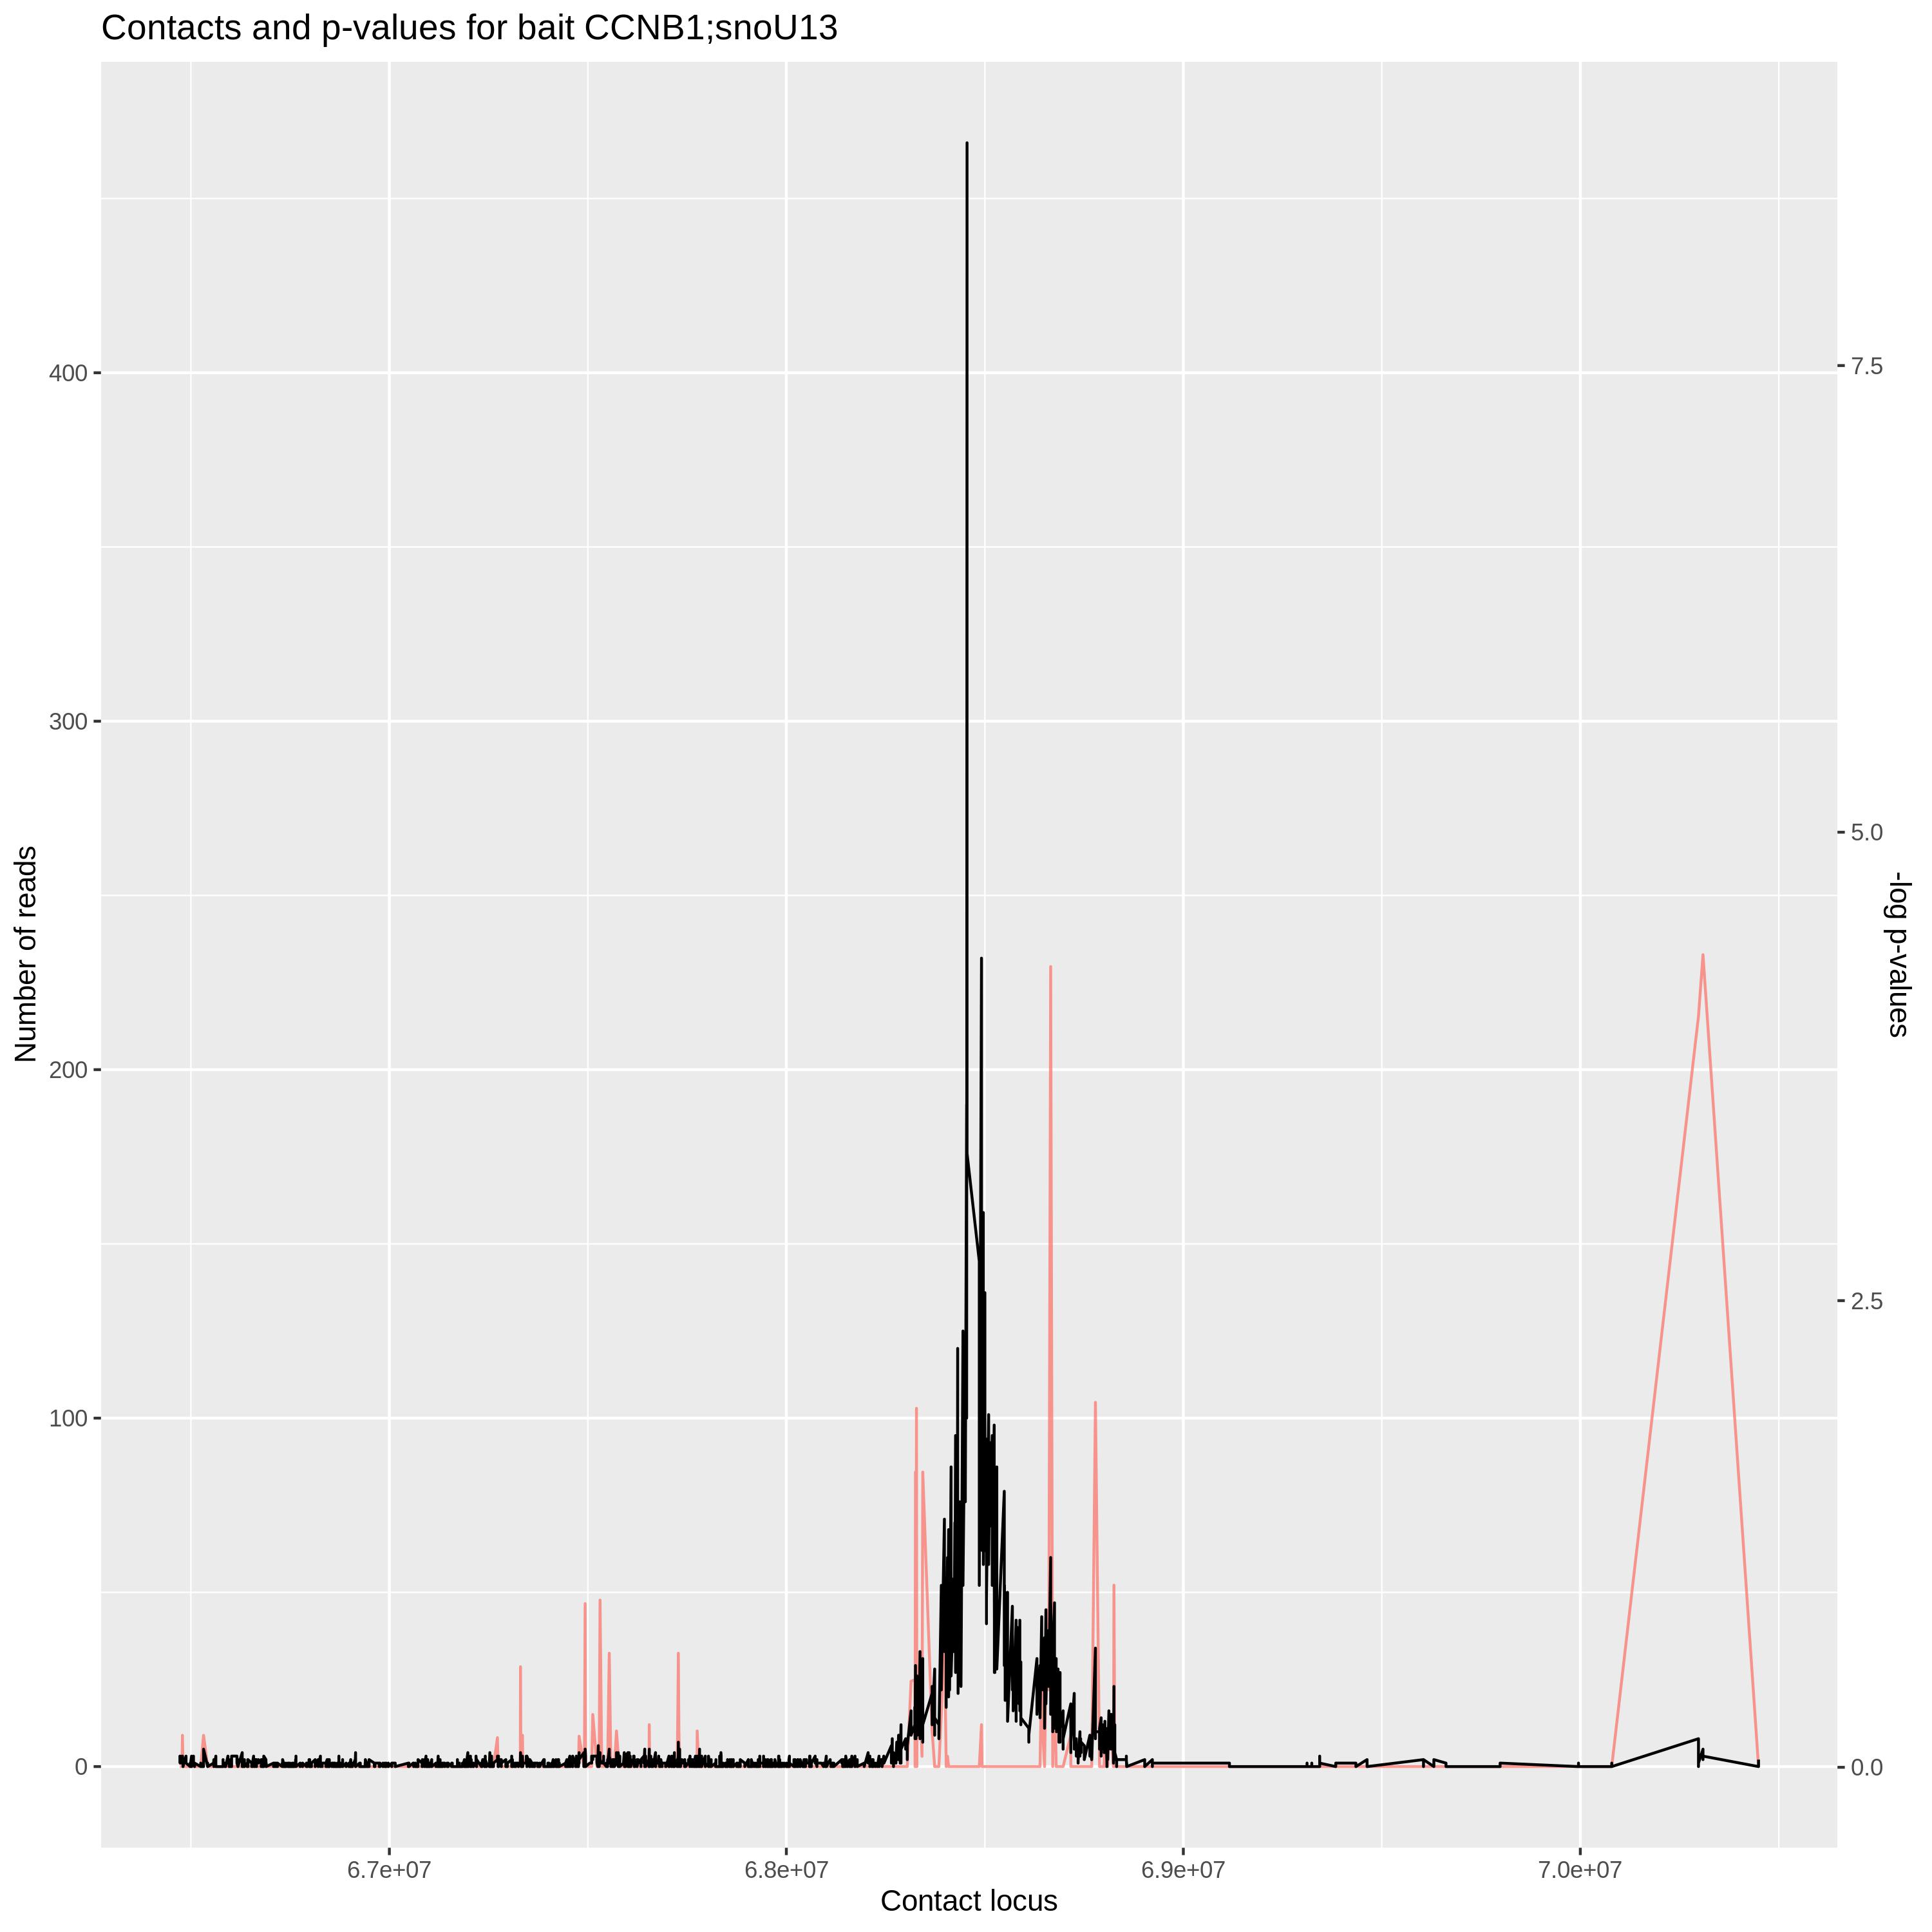 Contacts and p-values for bait CCNB1;snoU13
400
300
200
100
0
Number of reads
7.5
5.0
2.5
0.0
-log p-values
6.7e+07 6.8e+07 6.9e+07 7.0e+07
Contact locus